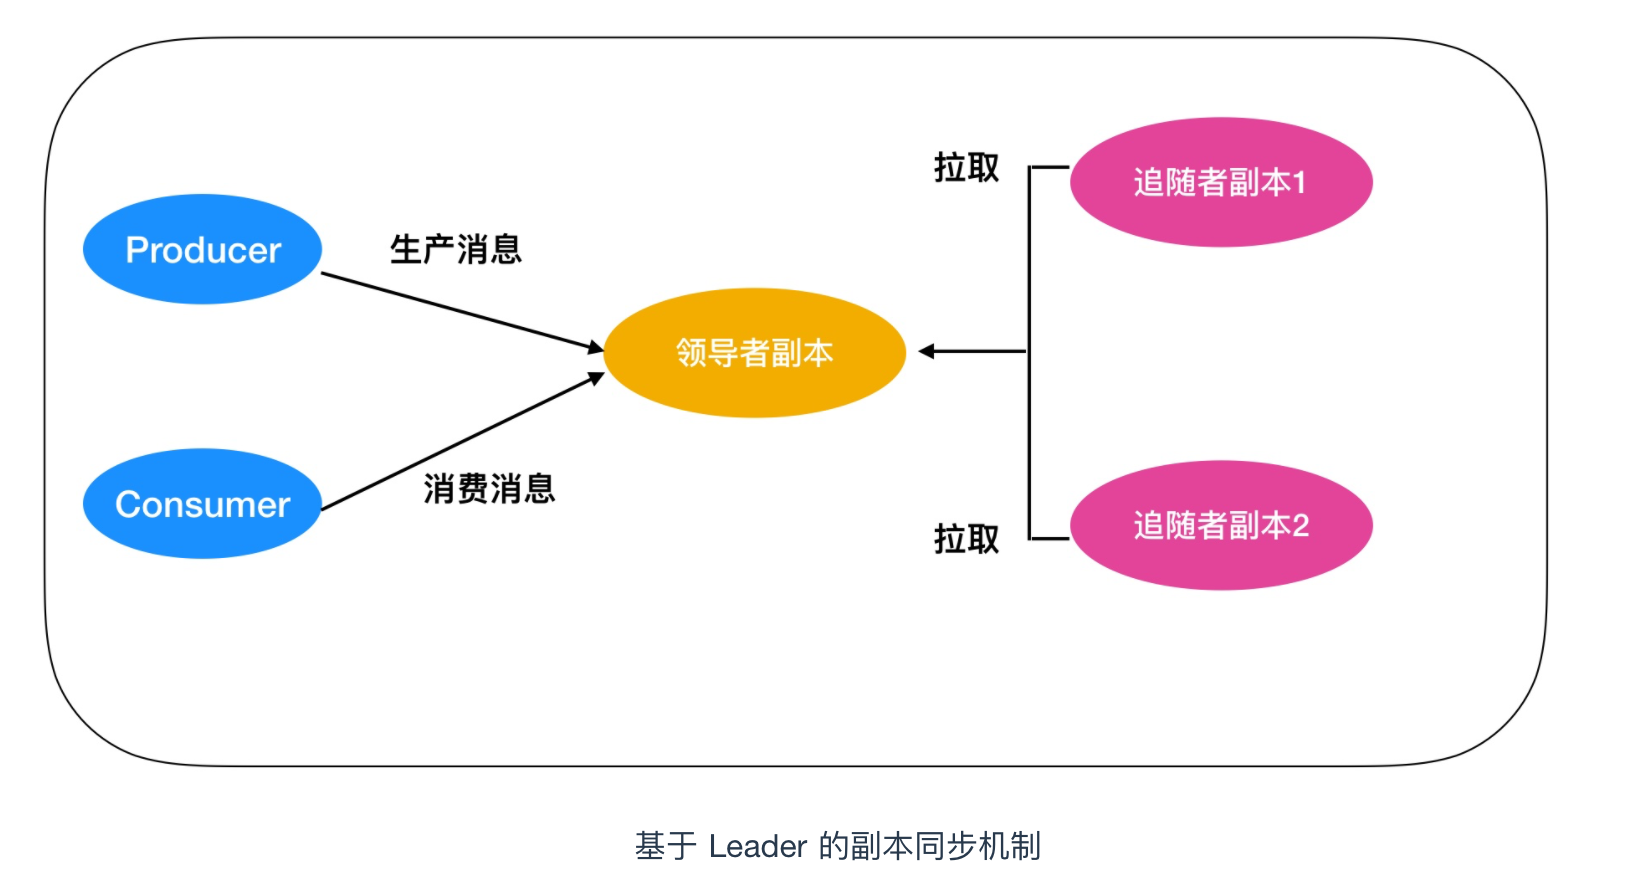 拉取
追随者副本1
Producer
生产消息
领导者副本
Consumer
消费消息
拉取
追随者副本2
基于 Leader 的副本同步机制